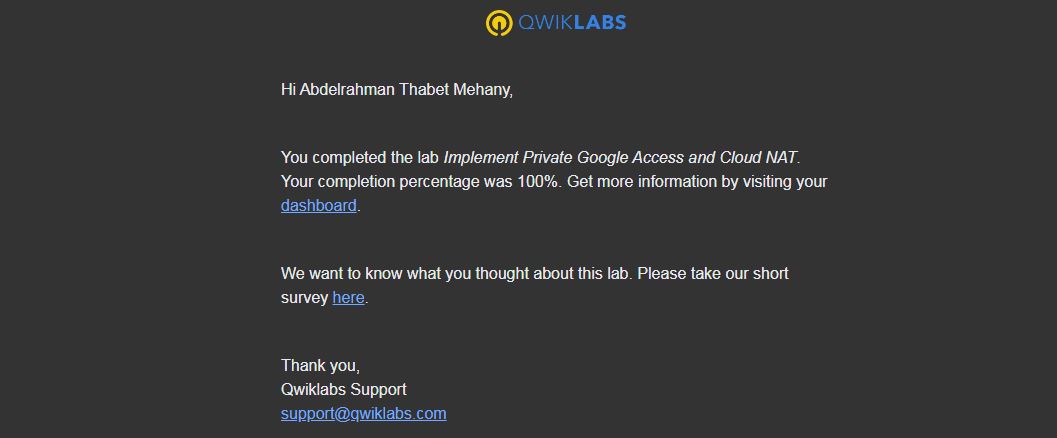 QWIKLABS
Hi Abdelrahman Thabet Mehany,
You completed the lab Implement Private Google Access and Cloud NAT.
Your completion percentage was 100%. Get more information by visiting your
dashboard.
We want to know what you thought about this lab. Please take our short
survey here.
Thank you,
Qwiklabs Support
support@qwiklabs.com